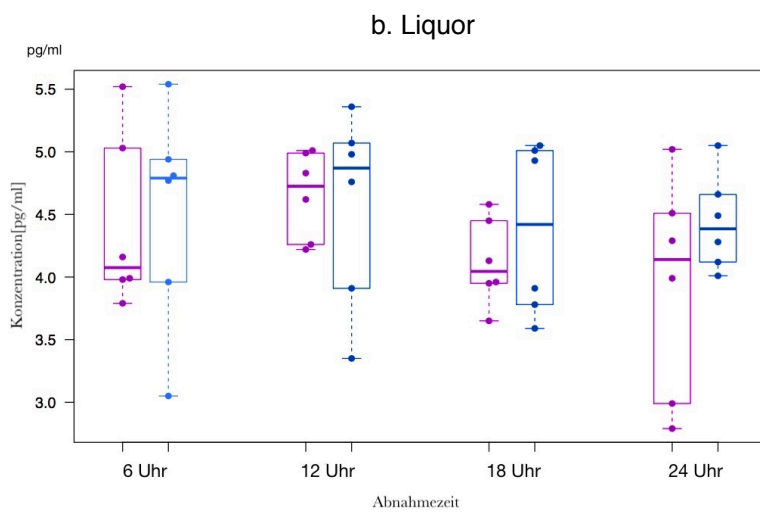 b. Liquor
pg/ml
5.5
5.0
4.5
4.0
3.5
3.0
Konzentration[pg/ml]
6 Uhr
12 Uhr
18 Uhr
24 Uhr
Abnahmezeit